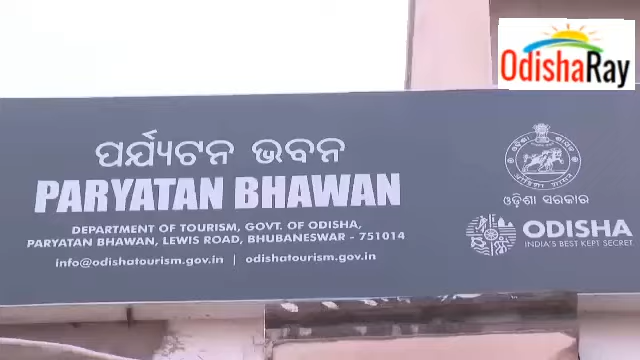 OdishaRay
ପର୍ଯ୍ୟଟନ ଭବନ
PARYATAN BHAWAN
DEPARTMENT OF TOURISM, GOVT. OF ODISHA,
PARYATAN BHAWAN, LEWIS ROAD, BHUBANESWAR - 751014
info@odishatourism.gov.in | odishatourism.gov.in
ଓଡ଼ିଶା ସରକାର
ODISHA
INDIA'S BEST KEPT SECRET